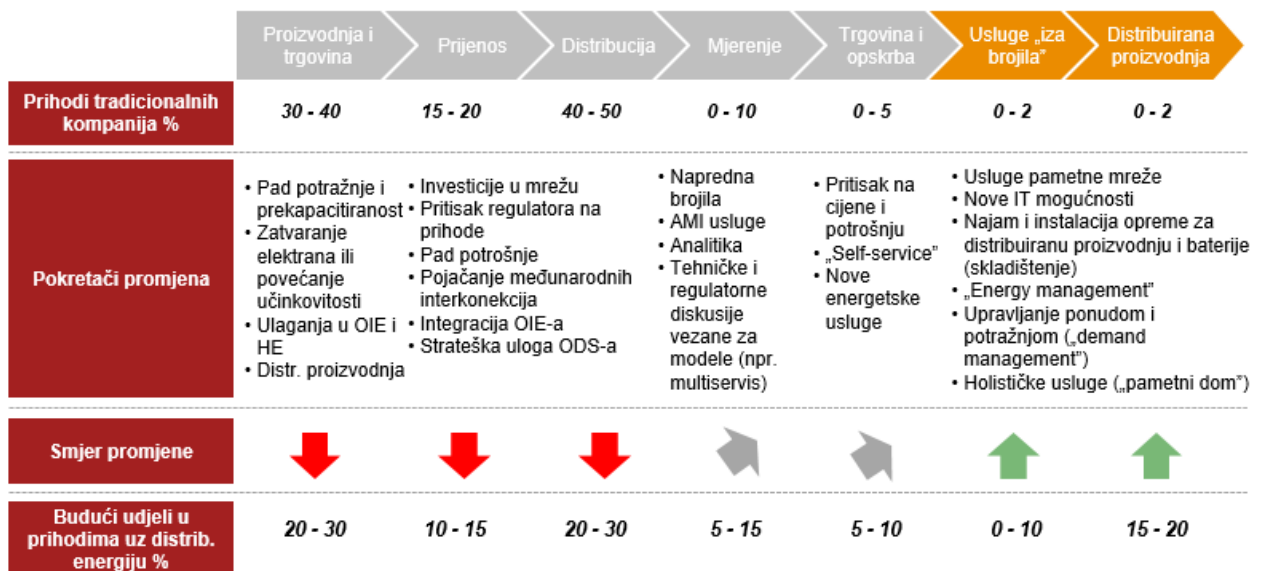 Proizvodnja i
trgovina
Prijenos
Distribucija
Mjerenje
Trgovina i
opskrba
Usluge „iza
brojila”
Distribuirana
proizvodnja
Prihodi tradicionalnih
kompanija %
30 - 40
15 - 20
40 - 50
0 - 10
0 - 5
0 - 2
0 - 2
Pokretači promjena
• Pad potražnje i
prekapacitiranost
• Zatvaranje
elektrana ili
povećanje
učinkovitosti
• Ulaganja u OIE i
HE
• Distr. proizvodnja
• Investicije u mrežu
• Pritisak regulatora na
prihode
• Pad potrošnje
• Pojačanje međunarodnih
interkonekcija
• Integracija OIE-a
• Strateška uloga ODS-a
• Napredna
brojila
• AMI usluge
• Analitika
• Tehničke i
regulatorne
diskusije
vezane za
modele (npr.
multiservis)
• Pritisak na
cijene i
potrošnju
• „Self-service”
• Nove
energetske
usluge
• Usluge pametne mreže
• Nove IT mogućnosti
• Najam i instalacija opreme za
distribuiranu proizvodnju i baterije
(skladištenje)
• „Energy management”
• Upravljanje ponudom i
potražnjom („demand
management”)
• Holističke usluge („pametni dom”)
Smjer promjene
Budući udjeli u
prihodima uz distrib.
energiju %
20 - 30
10 - 15
20 - 30
5 - 15
5 - 10
0 - 10
15 - 20